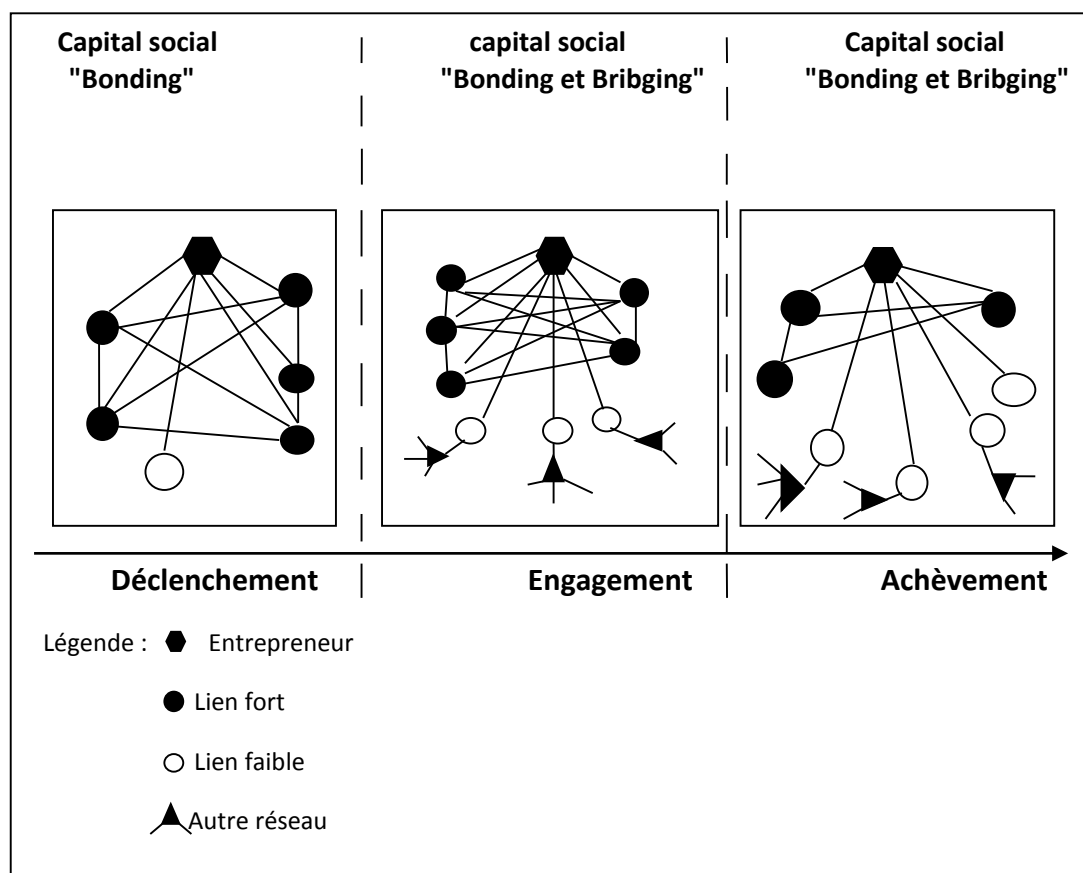 Capital social
"Bonding"
capital social
"Bonding et Bribging"
Capital social
"Bonding et Bribging"
Déclenchement
Engagement
Achèvement
Légende :
Entrepreneur
Lien fort
Lien faible
Autre réseau